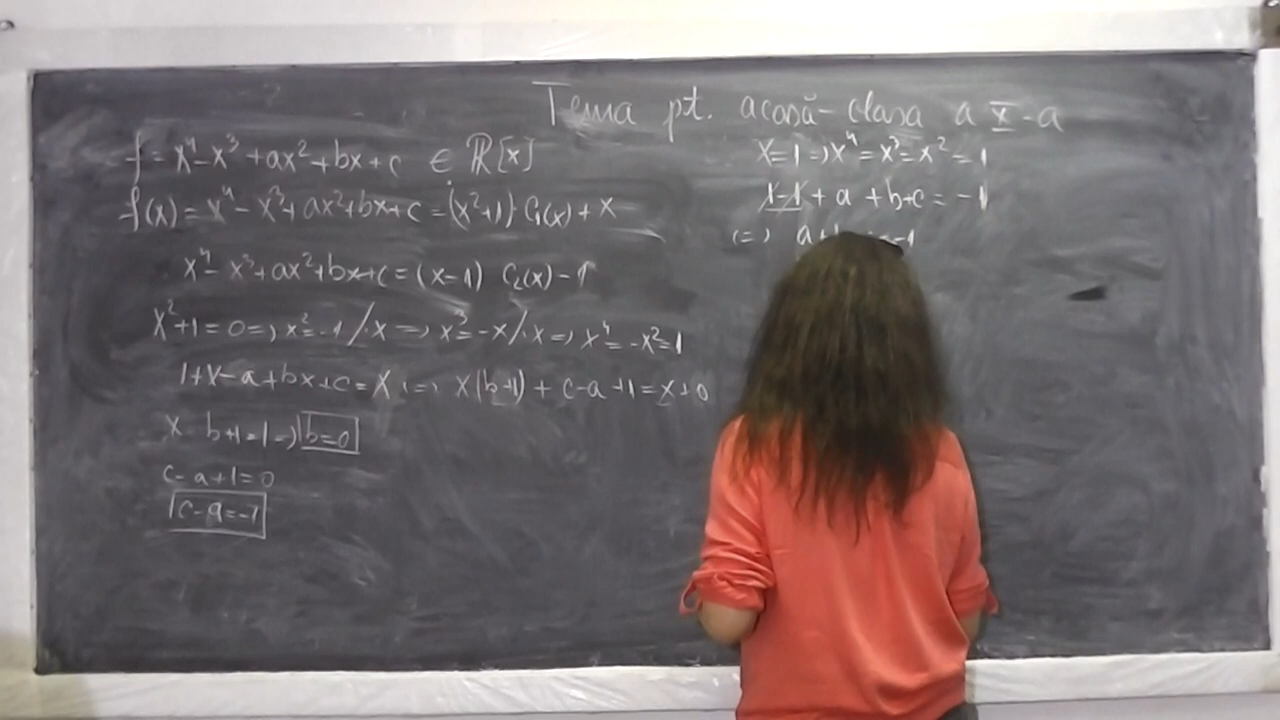 Tema pt. acasă - clasa a X-a
f = x⁴ - x³ + ax² + bx + c ∈ ℝ[x]
f(x) = x⁴ - x³ + ax² + bx + c = (x²+1)·C₁(x) + x
x⁴ - x³ + ax² + bx + c = (x-1) C₂(x) - 1
x²+1 = 0 => x² = -1 /·x => x³ = -x /·x => x⁴ = -x² = 1
1+x-a+bx+c = x <=> x(b+1) + c-a+1 = x+0
x b+1=1 => b=0
c-a+1=0
c-a=-1
x=1 => x⁴ = x³ = x² = 1
1-1 + a + b+c = -1
<=> a+ =-1